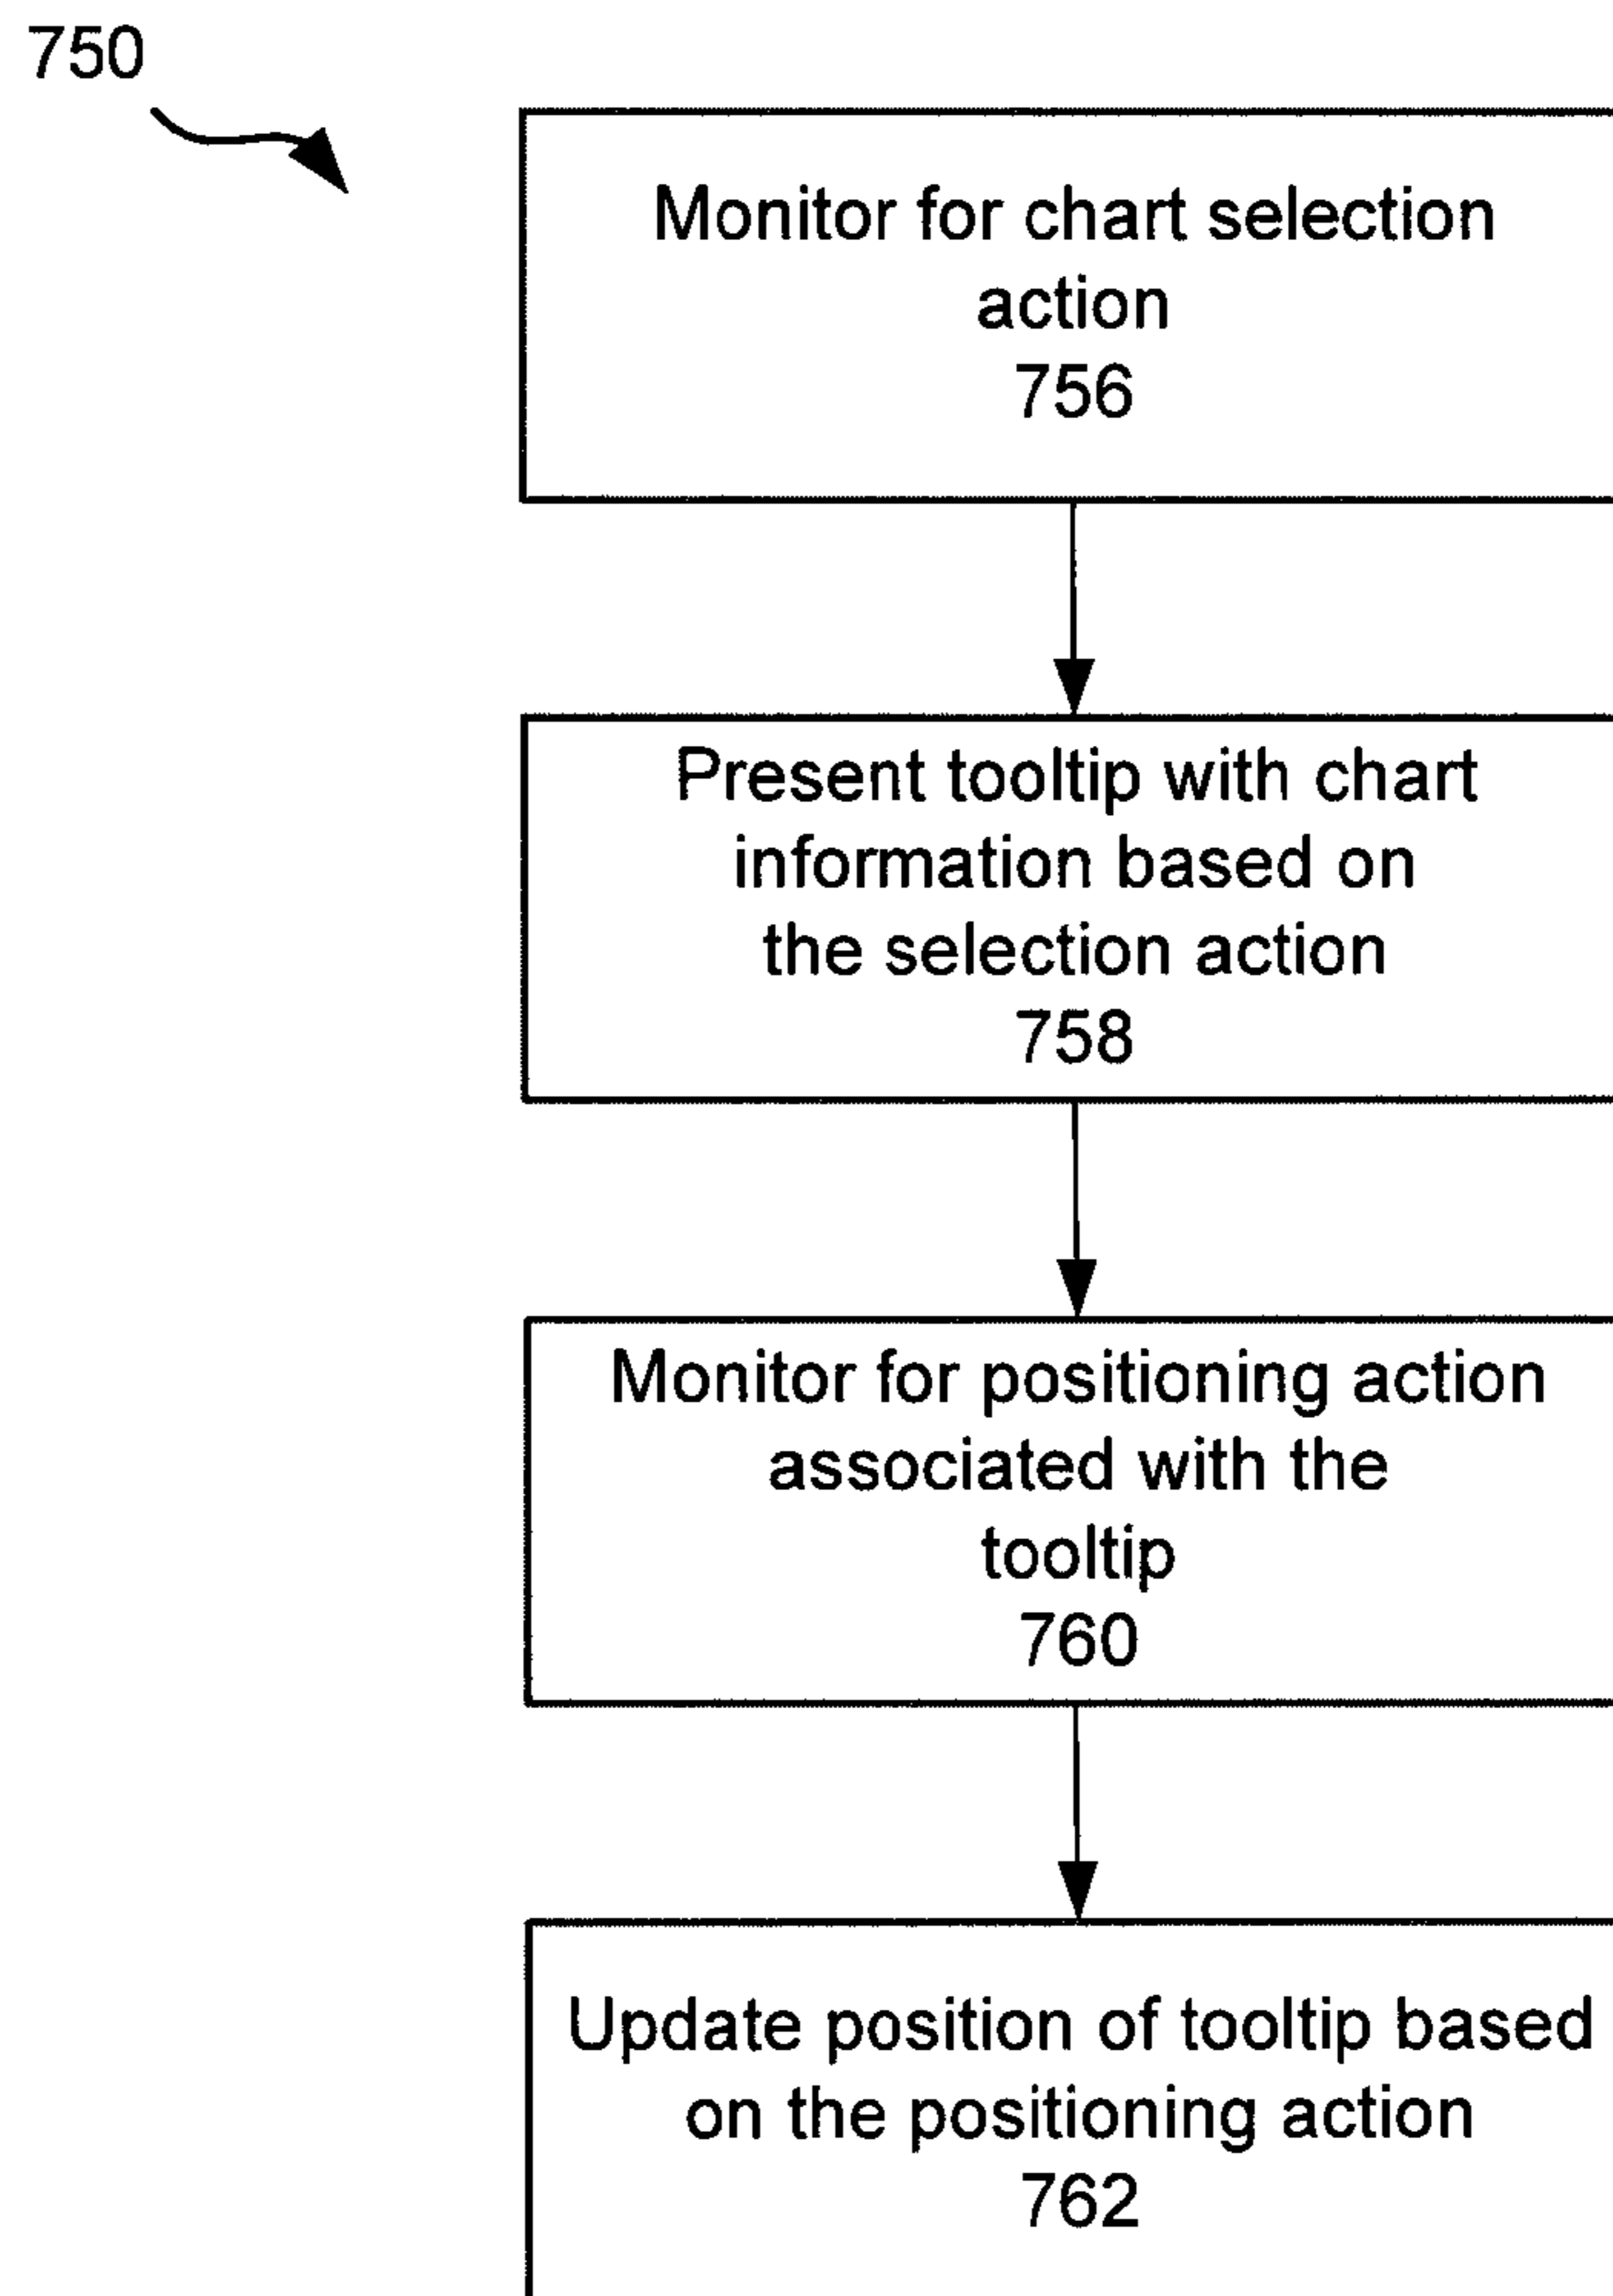 750
Monitor for chart selection
action
756
Present tooltip with chart
information based on
the selection action
758
Monitor for positioning action
associated with the
tooltip
760
Update position of tooltip based
on the positioning action
762